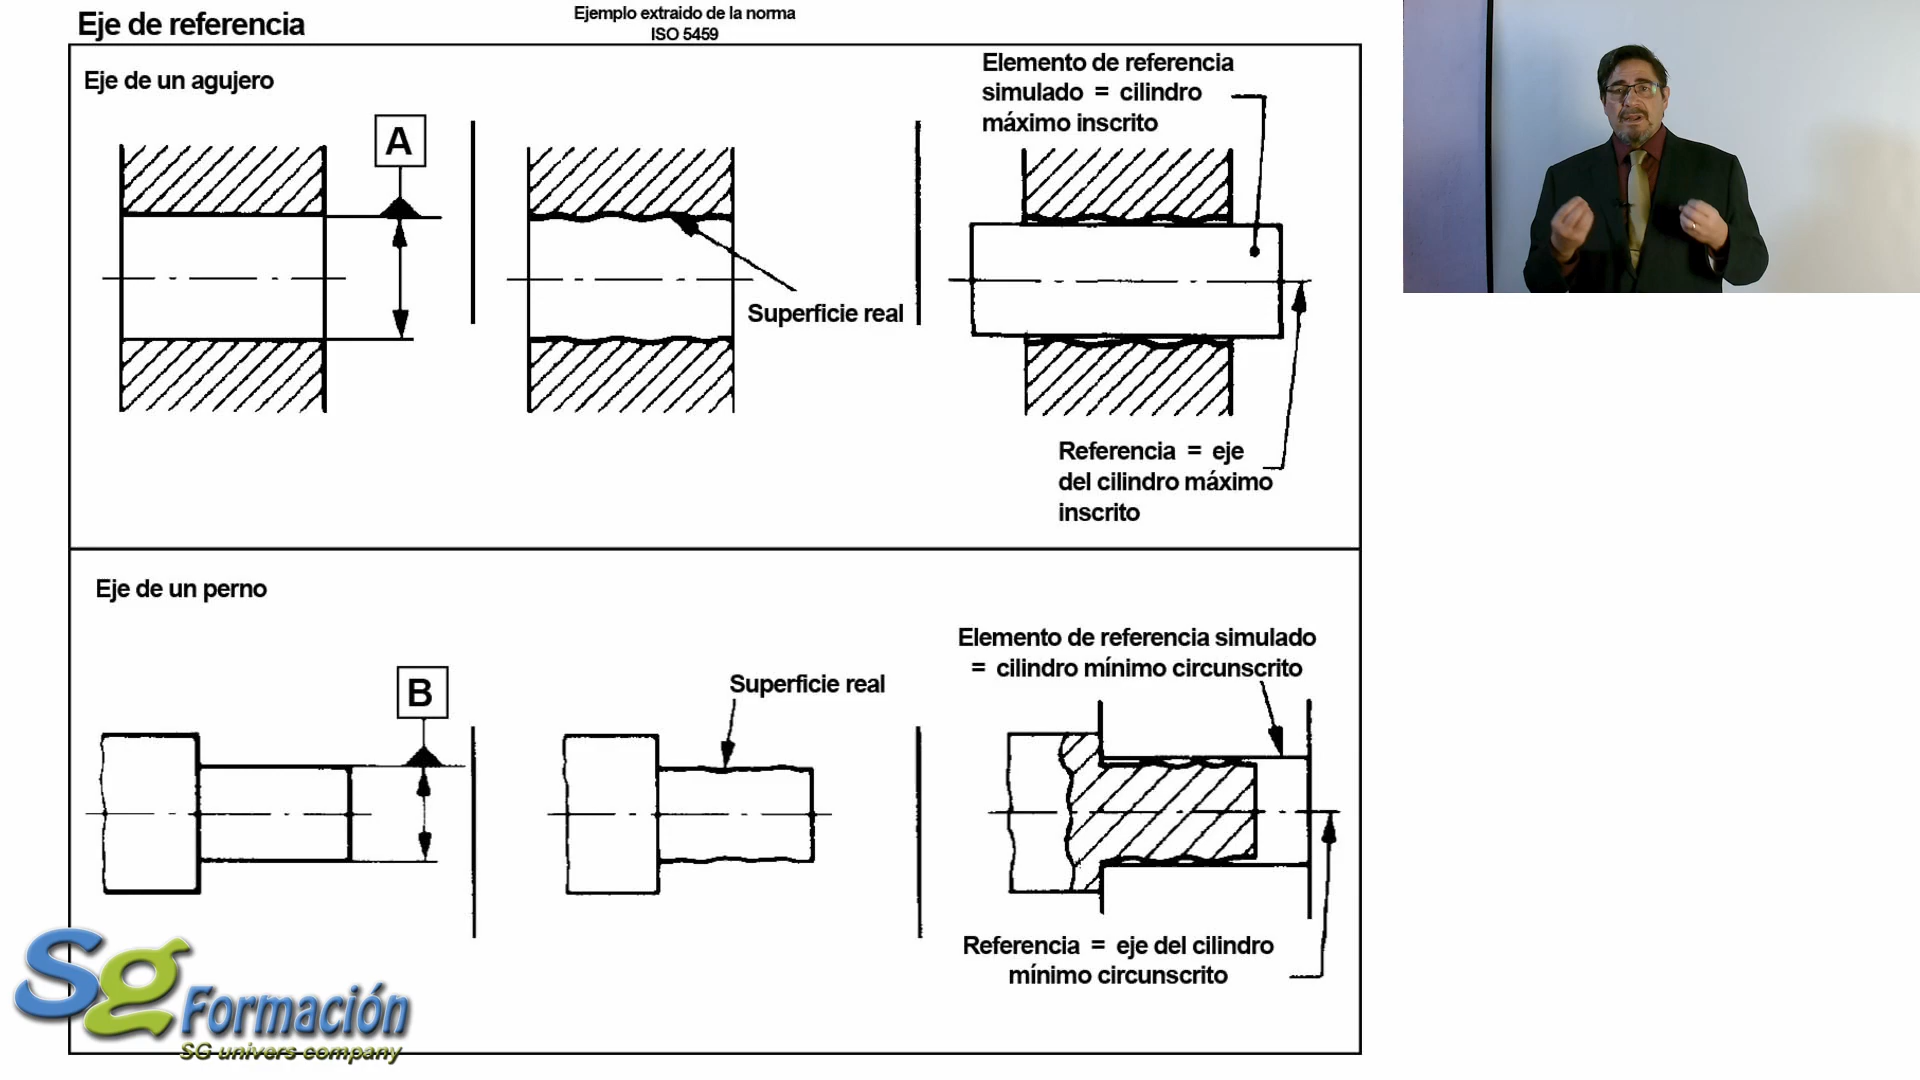 Eje de referencia
Ejemplo extraido de la norma
ISO 5459
Eje de un agujero
A
Superficie real
Elemento de referencia
simulado = cilindro
máximo inscrito
Referencia = eje
del cilindro máximo
inscrito
Eje de un perno
B
Superficie real
Elemento de referencia simulado
= cilindro mínimo circunscrito
Referencia = eje del cilindro
mínimo circunscrito
Sg Formación
SG univers company